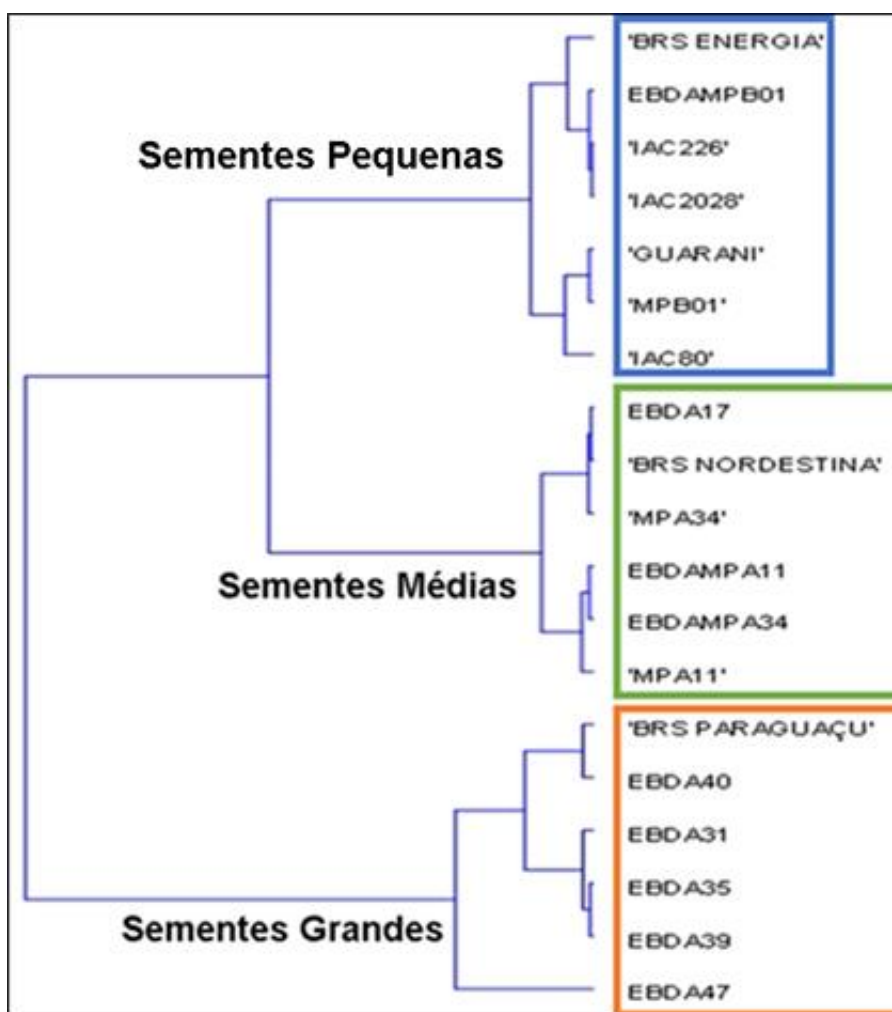 'BRS ENERGIA'
EBDAMPB01
Sementes Pequenas
'IAC226'
'IAC2028'
'GUARANI'
'MPB01'
'IAC80'
EBDA17
'BRS NORDESTINA'
'MPA34'
EBDAMPA11
Sementes Médias
EBDAMPA34
'MPA11'
'BRS PARAGUAÇU'
EBDA40
EBDA31
EBDA35
Sementes Grandes
EBDA39
EBDA47